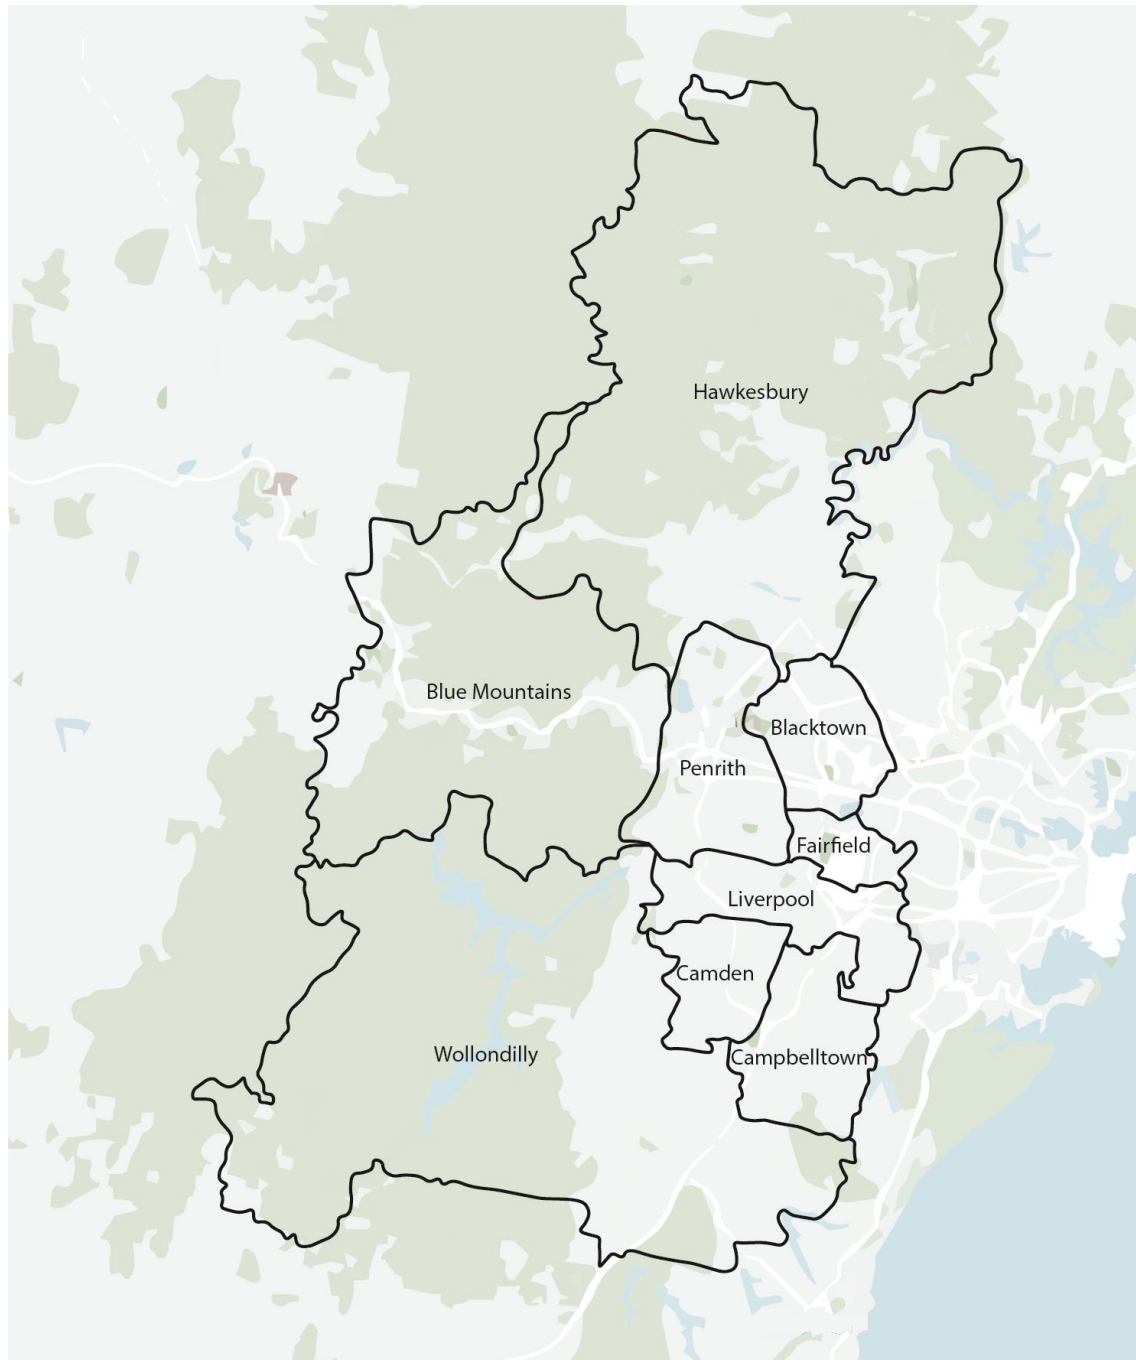 Hawkesbury
Blue Mountains
Blacktown
Penrith
Fairfield
Liverpool
Camden
Wollondilly
Campbelltown